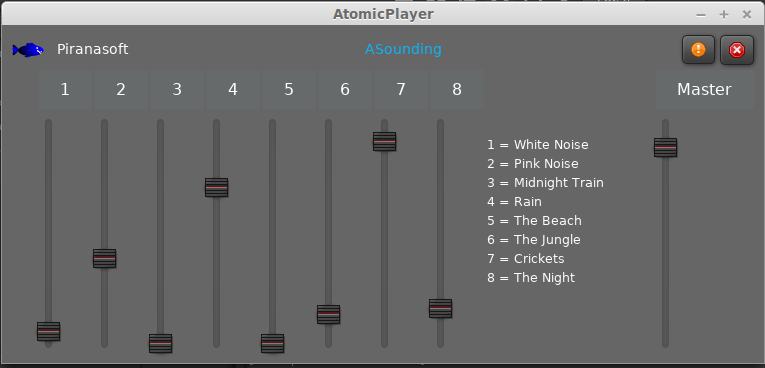 AtomicPlayer
Piranasoft
ASounding
1 2 3 4 5 6 7 8
Master
1 = White Noise
2 = Pink Noise
3 = Midnight Train
4 = Rain
5 = The Beach
6 = The Jungle
7 = Crickets
8 = The Night